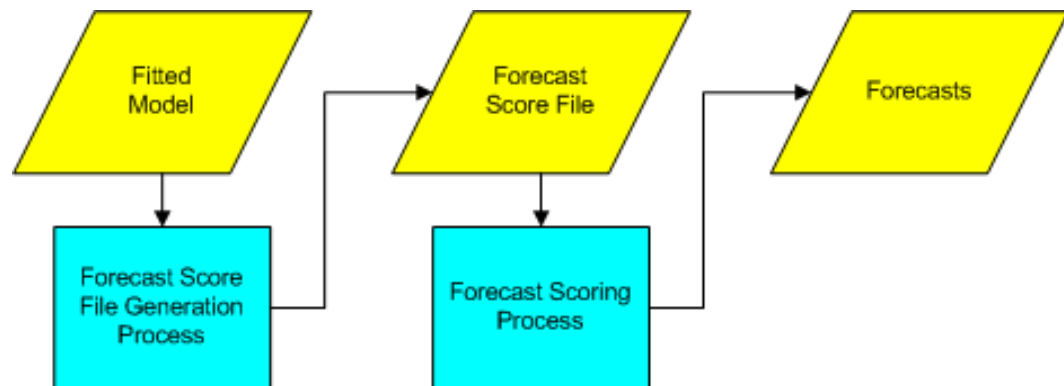 Fitted
Model
Forecast
Score File
Forecasts
Forecast Score
File Generation
Process
Forecast Scoring
Process